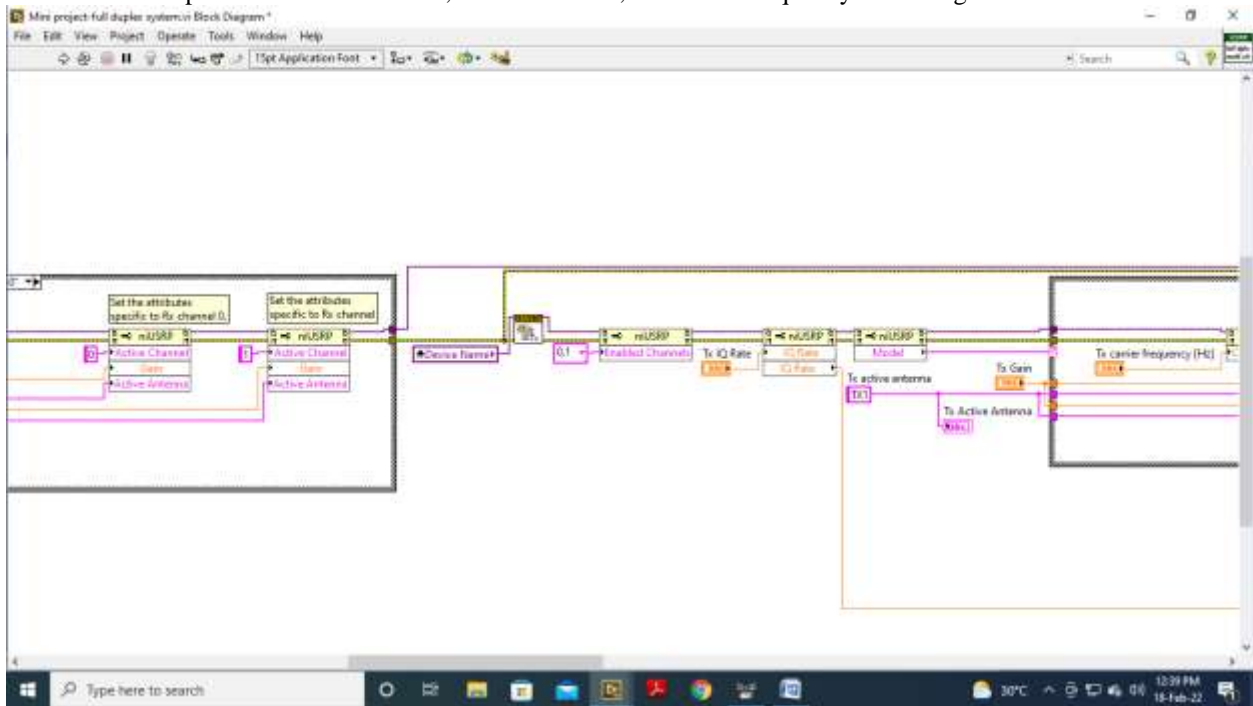 Mini project-full duplex system.vi Block Diagram *
File Edit View Project Operate Tools Window Help
15pt Application Font
Search
Set the attributes
specific to Rx channel 0.
Set the attributes
specific to Rx channel
niUSRP
niUSRP
0
Active Channel
Gain
Active Antenna
1
Active Channel
Gain
Active Antenna
Device Name
0,1
niUSRP
Enabled Channels
Tx IQ Rate
niUSRP
IQ Rate
IQ Rate
niUSRP
Model
Tx active antenna
TX1
Tx Gain
Tx Active Antenna
Tx carrier frequency (Hz)
Type here to search
30°C
12:39 PM
18-Feb-22